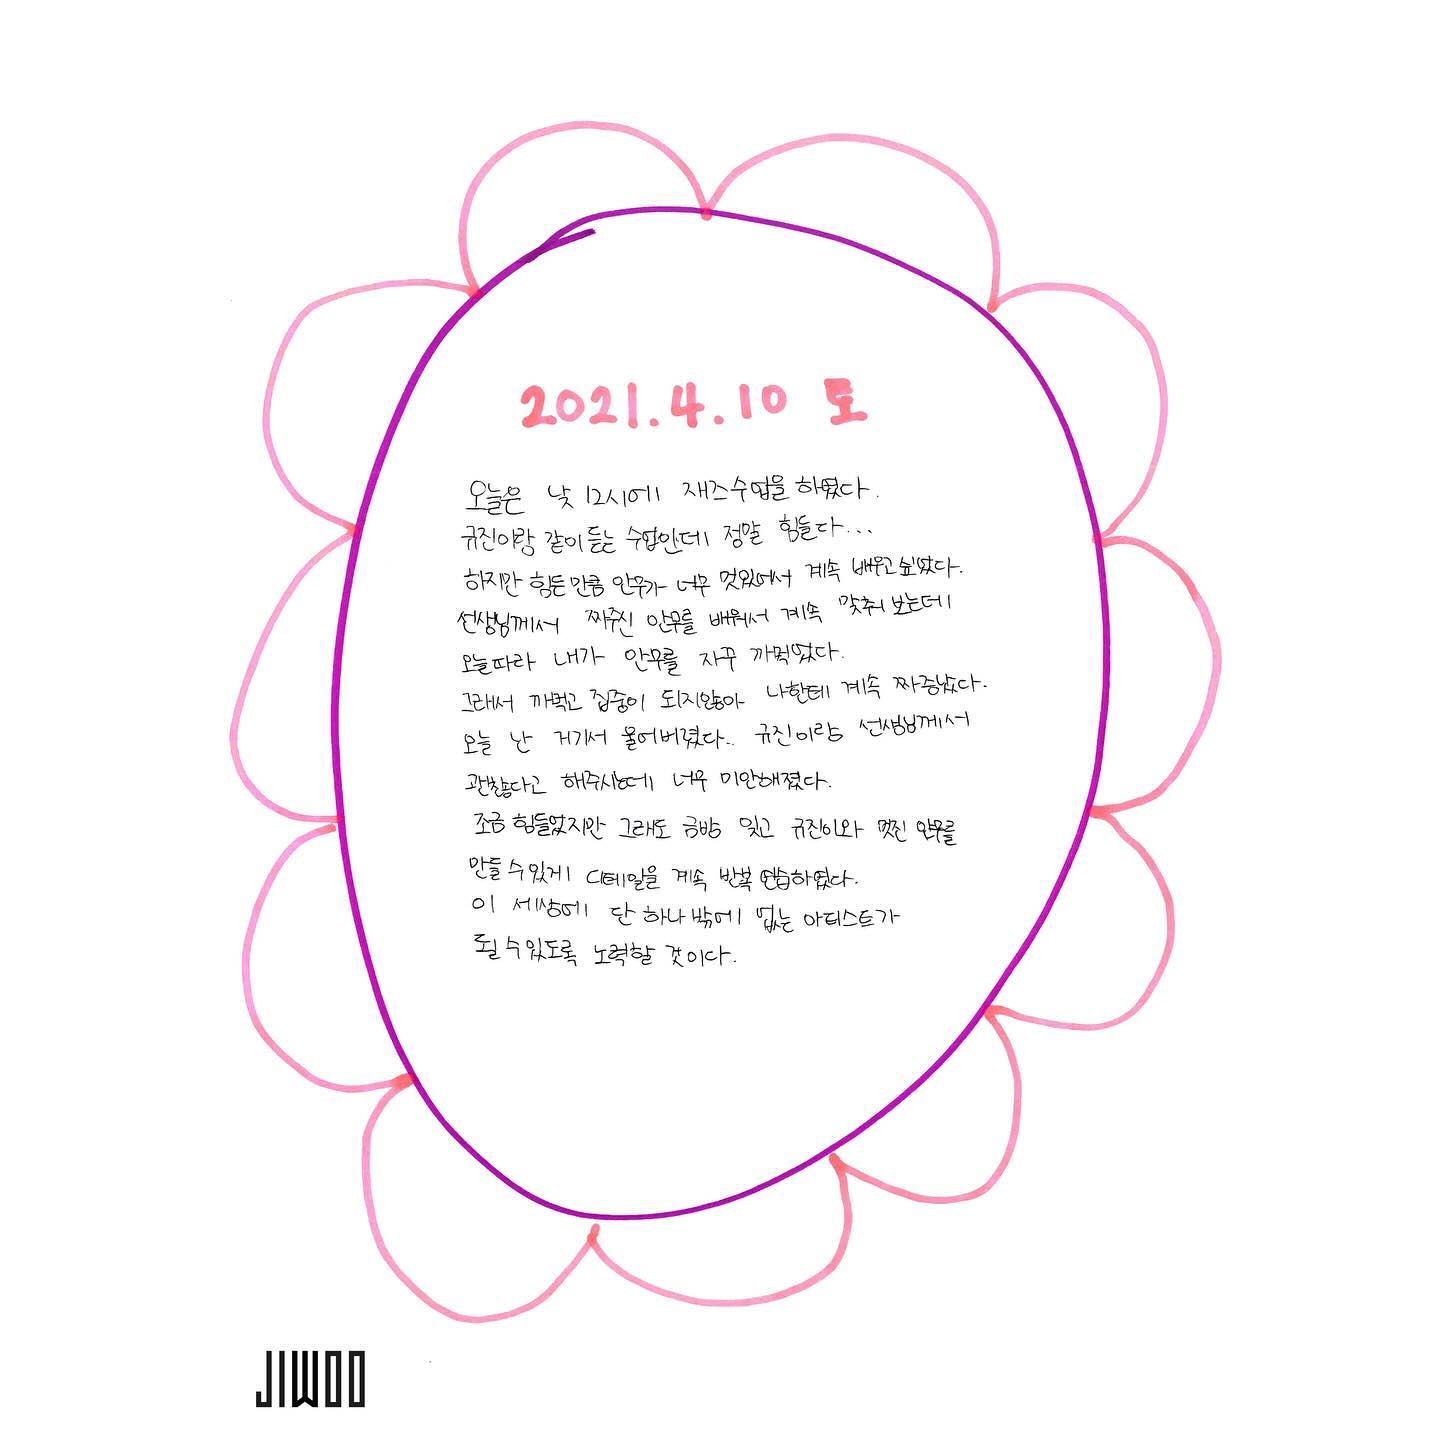 2021.4.10 토
오늘은 낮 12시에 재즈수업을 하였다.
규진이랑 같이 듣는 수업인데 정말 힘들다...
하지만 힘든만큼 안무가 너무 멋있어서 계속 배우고싶었다.
선생님께서 짜주신 안무를 배워서 계속 맞춰보는데
오늘따라 내가 안무를 자꾸 까먹었다.
그래서 까먹고 집중이 되지않아 나한테 계속 짜증났다.
오늘 난 거기서 울어버렸다.. 규진이랑 선생님께서
괜찮다고 해주시는데 너무 미안해졌다.
조금 힘들었지만 그래도 금방 잊고 규진이와 멋진 안무를
만들 수 있게 디테일을 계속 반복 연습하였다.
이 세상에 단 하나밖에 없는 아티스트가
될 수 있도록 노력할 것이다.
JIWOO